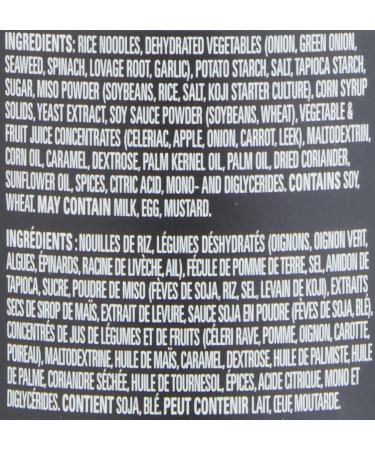 INGREDIENTS: RICE NOODLES, DEHYDRATED VEGETABLES (ONION, GREEN ONION,
SEAWEED, SPINACH, LOVAGE ROOT, GARLIC), POTATO STARCH, SALT, TAPIOCA STARCH,
SUGAR, MISO POWDER (SOYBEANS, RICE, SALT, KOJI STARTER CULTURE), CORN SYRUP
SOLIDS, YEAST EXTRACT, SOY SAUCE POWDER (SOYBEANS, WHEAT), VEGETABLE &
FRUIT JUICE CONCENTRATES (CELERIAC, APPLE, ONION, CARROT, LEEK), MALTODEXTRIN,
CORN OIL, CARAMEL, DEXTROSE, PALM KERNEL OIL, PALM OIL, DRIED CORIANDER,
SUNFLOWER OIL, SPICES, CITRIC ACID, MONO- AND DIGLYCERIDES. CONTAINS SOY,
WHEAT. MAY CONTAIN MILK, EGG, MUSTARD.
INGRÉDIENTS : NOUILLES DE RIZ, LÉGUMES DÉSHYDRATÉS (OIGNONS, OIGNON VERT,
ALGUES, ÉPINARDS, RACINE DE LIVÈCHE, AIL), FÉCULE DE POMME DE TERRE, SEL, AMIDON DE
TAPIOCA, SUCRE, POUDRE DE MISO (FÈVES DE SOJA, RIZ, SEL, LEVAIN DE KOJI), EXTRAITS
SECS DE SIROP DE MAÏS, EXTRAIT DE LEVURE, SAUCE SOJA EN POUDRE (FÈVES DE SOJA, BLÉ),
CONCENTRÉS DE JUS DE LÉGUMES ET DE FRUITS (CÉLERI RAVE, POMME, OIGNON, CAROTTE,
POIREAU), MALTODEXTRINE, HUILE DE MAÏS, CARAMEL, DEXTROSE, HUILE DE PALMISTE, HUILE
DE PALME, CORIANDRE SÉCHÉE, HUILE DE TOURNESOL, ÉPICES, ACIDE CITRIQUE, MONO ET
DIGLYCÉRIDES. CONTIENT SOJA, BLÉ. PEUT CONTENIR LAIT, ŒUF, MOUTARDE.